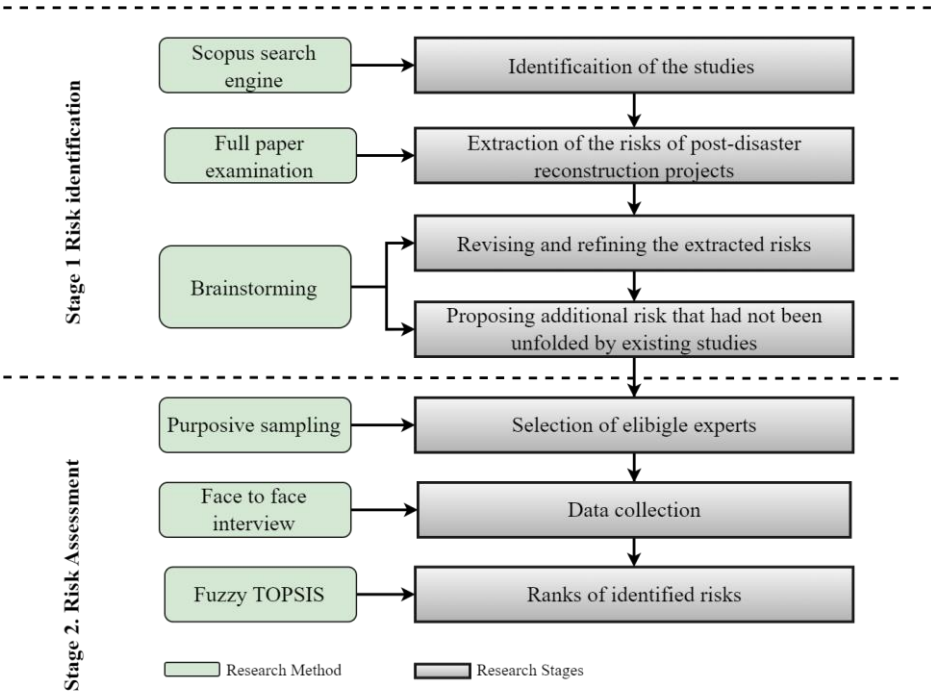 Stage 1 Risk identification
Scopus search
engine
Identificaition of the studies
Full paper
examination
Extraction of the risks of post-disaster
reconstruction projects
Brainstorming
Revising and refining the extracted risks
Proposing additional risk that had not been
unfolded by existing studies
Stage 2. Risk Assessment
Purposive sampling
Selection of elibigle experts
Face to face
interview
Data collection
Fuzzy TOPSIS
Ranks of identified risks
Research Method
Research Stages